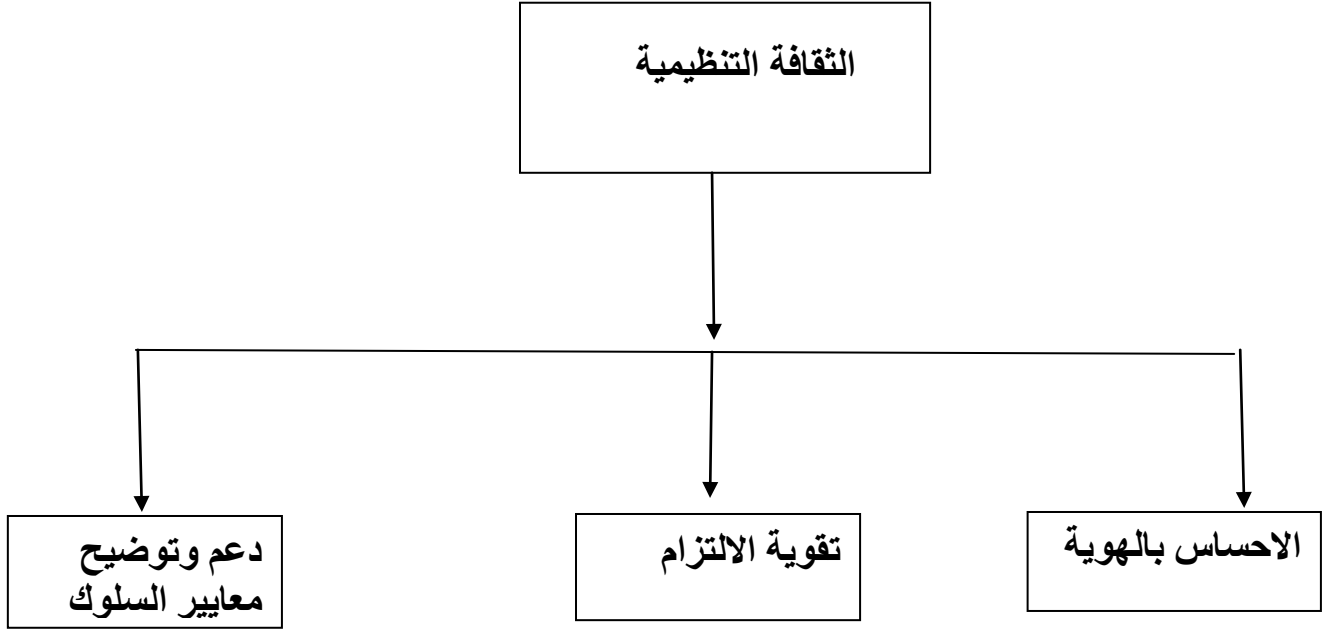 الثقافة التنظيمية
الاحساس بالهوية
تقوية الالتزام
دعم وتوضيح
معايير السلوك